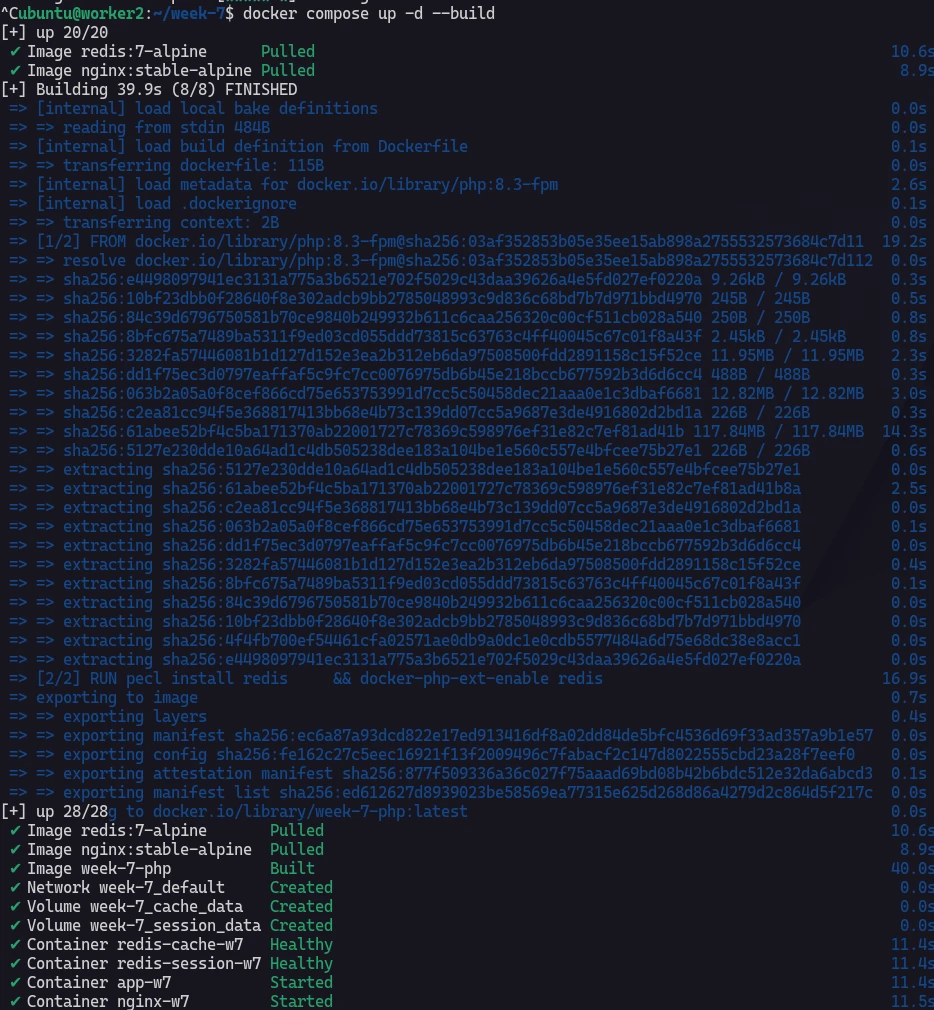 ^Cubuntu@worker2:~/week-7$ docker compose up -d --build
[+] up 20/20
✔ Image redis:7-alpine Pulled 10.6s
✔ Image nginx:stable-alpine Pulled 8.9s
[+] Building 39.9s (8/8) FINISHED
=> [internal] load local bake definitions 0.0s
=> => reading from stdin 484B 0.0s
=> [internal] load build definition from Dockerfile 0.1s
=> => transferring dockerfile: 115B 0.0s
=> [internal] load metadata for docker.io/library/php:8.3-fpm 2.6s
=> [internal] load .dockerignore 0.1s
=> => transferring context: 2B 0.0s
=> [1/2] FROM docker.io/library/php:8.3-fpm@sha256:03af352853b05e35ee15ab898a2755532573684c7d11 19.2s
=> => resolve docker.io/library/php:8.3-fpm@sha256:03af352853b05e35ee15ab898a2755532573684c7d112 0.0s
=> => sha256:e4498097941ec3131a775a3b6521e702f5029c43daa39626a4e5fd027ef0220a 9.26kB / 9.26kB 0.3s
=> => sha256:10bf23dbb0f28640f8e302adcb9bb2785048993c9d836c68bd7b7d971bbd4970 245B / 245B 0.5s
=> => sha256:84c39d6796750581b70ce9840b249932b611c6caa256320c00cf511cb028a540 250B / 250B 0.8s
=> => sha256:8bfc675a7489ba5311f9ed03cd055ddd73815c63763c4ff40045c67c01f8a43f 2.45kB / 2.45kB 0.8s
=> => sha256:3282fa57446081b1d127d152e3ea2b312eb6da97508500fdd2891158c15f52ce 11.95MB / 11.95MB 2.3s
=> => sha256:dd1f75ec3d0797eaffaf5c9fc7cc0076975db6b45e218bccb677592b3d6d6cc4 488B / 488B 0.3s
=> => sha256:063b2a05a0f8cef866cd75e653753991d7cc5c50458dec21aaa0e1c3dbaf6681 12.82MB / 12.82MB 3.0s
=> => sha256:c2ea81cc94f5e368817413bb68e4b73c139dd07cc5a9687e3de4916802d2bd1a 226B / 226B 0.3s
=> => sha256:61abee52bf4c5ba171370ab22001727c78369c598976ef31e82c7ef81ad41b 117.84MB / 117.84MB 14.3s
=> => sha256:5127e230dde10a64ad1c4db505238dee183a104be1e560c557e4bfcee75b27e1 226B / 226B 0.6s
=> => extracting sha256:5127e230dde10a64ad1c4db505238dee183a104be1e560c557e4bfcee75b27e1 0.0s
=> => extracting sha256:61abee52bf4c5ba171370ab22001727c78369c598976ef31e82c7ef81ad41b8a 2.5s
=> => extracting sha256:c2ea81cc94f5e368817413bb68e4b73c139dd07cc5a9687e3de4916802d2bd1a 0.0s
=> => extracting sha256:063b2a05a0f8cef866cd75e653753991d7cc5c50458dec21aaa0e1c3dbaf6681 0.1s
=> => extracting sha256:dd1f75ec3d0797eaffaf5c9fc7cc0076975db6b45e218bccb677592b3d6d6cc4 0.0s
=> => extracting sha256:3282fa57446081b1d127d152e3ea2b312eb6da97508500fdd2891158c15f52ce 0.4s
=> => extracting sha256:8bfc675a7489ba5311f9ed03cd055ddd73815c63763c4ff40045c67c01f8a43f 0.1s
=> => extracting sha256:84c39d6796750581b70ce9840b249932b611c6caa256320c00cf511cb028a540 0.0s
=> => extracting sha256:10bf23dbb0f28640f8e302adcb9bb2785048993c9d836c68bd7b7d971bbd4970 0.0s
=> => extracting sha256:4f4fb700ef54461cfa02571ae0db9a0dc1e0cdb5577484a6d75e68dc38e8acc1 0.0s
=> => extracting sha256:e4498097941ec3131a775a3b6521e702f5029c43daa39626a4e5fd027ef0220a 0.0s
=> [2/2] RUN pecl install redis && docker-php-ext-enable redis 16.9s
=> exporting to image 0.7s
=> => exporting layers 0.4s
=> => exporting manifest sha256:ec6a87a93dcd822e17ed913416df8a02dd84de5bfc4536d69f33ad357a9b1e57 0.0s
=> => exporting config sha256:fe162c27c5eec16921f13f2009496c7fabacf2c147d8022555cbd23a28f7eef0 0.0s
=> => exporting attestation manifest sha256:877f509336a36c027f75aaad69bd08b42b6bdc512e32da6abcd3 0.1s
=> => exporting manifest list sha256:ed612627d8939023be58569ea77315e625d268d86a4279d2c864d5f217c 0.0s
[+] up 28/28g to docker.io/library/week-7-php:latest 0.0s
✔ Image redis:7-alpine Pulled 10.6s
✔ Image nginx:stable-alpine Pulled 8.9s
✔ Image week-7-php Built 40.0s
✔ Network week-7_default Created 0.0s
✔ Volume week-7_cache_data Created 0.0s
✔ Volume week-7_session_data Created 0.0s
✔ Container redis-cache-w7 Healthy 11.4s
✔ Container redis-session-w7 Healthy 11.4s
✔ Container app-w7 Started 11.4s
✔ Container nginx-w7 Started 11.5s